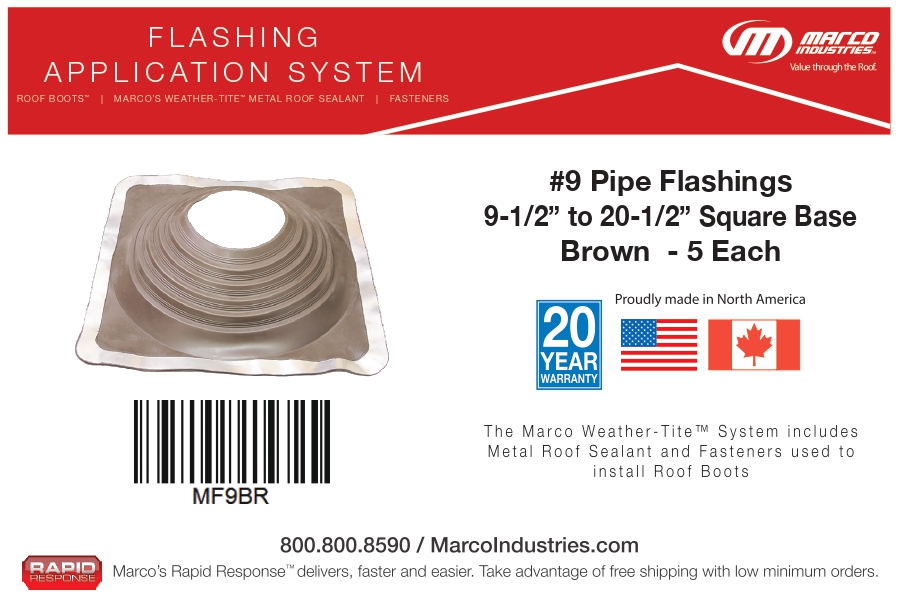 FLASHING
APPLICATION SYSTEM
ROOF BOOTS™ | MARCO'S WEATHER-TITE™ METAL ROOF SEALANT | FASTENERS
MARCO
INDUSTRIES™
Value through the Roof.
#9 Pipe Flashings
9-1/2” to 20-1/2” Square Base
Brown - 5 Each
Proudly made in North America
20
YEAR
WARRANTY
The Marco Weather-Tite™ System includes
Metal Roof Sealant and Fasteners used to
install Roof Boots
MF9BR
800.800.8590 / MarcoIndustries.com
RAPID
RESPONSE
Marco's Rapid Response™ delivers, faster and easier. Take advantage of free shipping with low minimum orders.